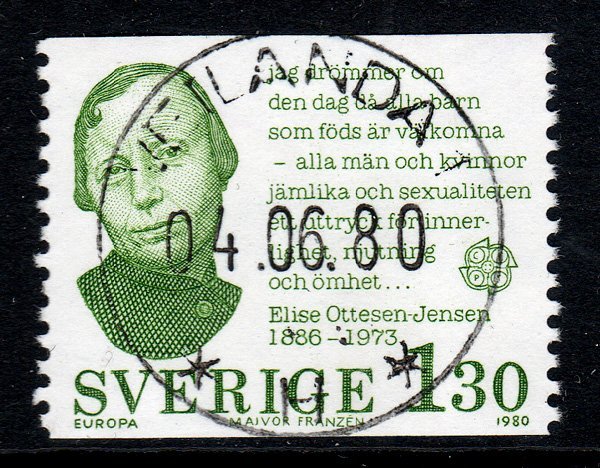 VETLANDA 1
jag drömmer om
den dag då alla barn
som föds är välkomna
– alla män och kvinnor
jämlika och sexualiteten
ett uttryck för inner-
lighet, njutning
och ömhet...
04.06.80
Elise Ottesen-Jensen
1886–1973
* H *
SVERIGE 1.30
EUROPA MAJVOR FRANZÉN 1980